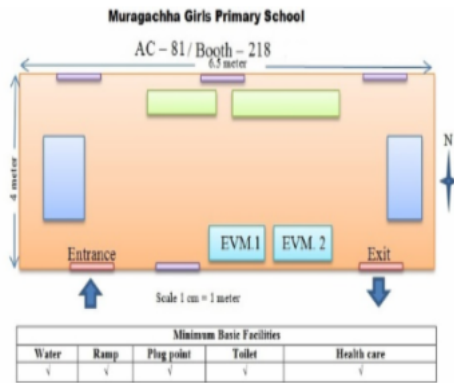 Muragachha Girls Primary School
AC – 81/ Booth – 218
6.5 meter
4 meter
N
EVM.1 EVM. 2
Entrance Exit
Scale 1 cm = 1 meter
Minimum Basic Facilities
Water Ramp Plug point Toilet Health care
√ √ √ √ √